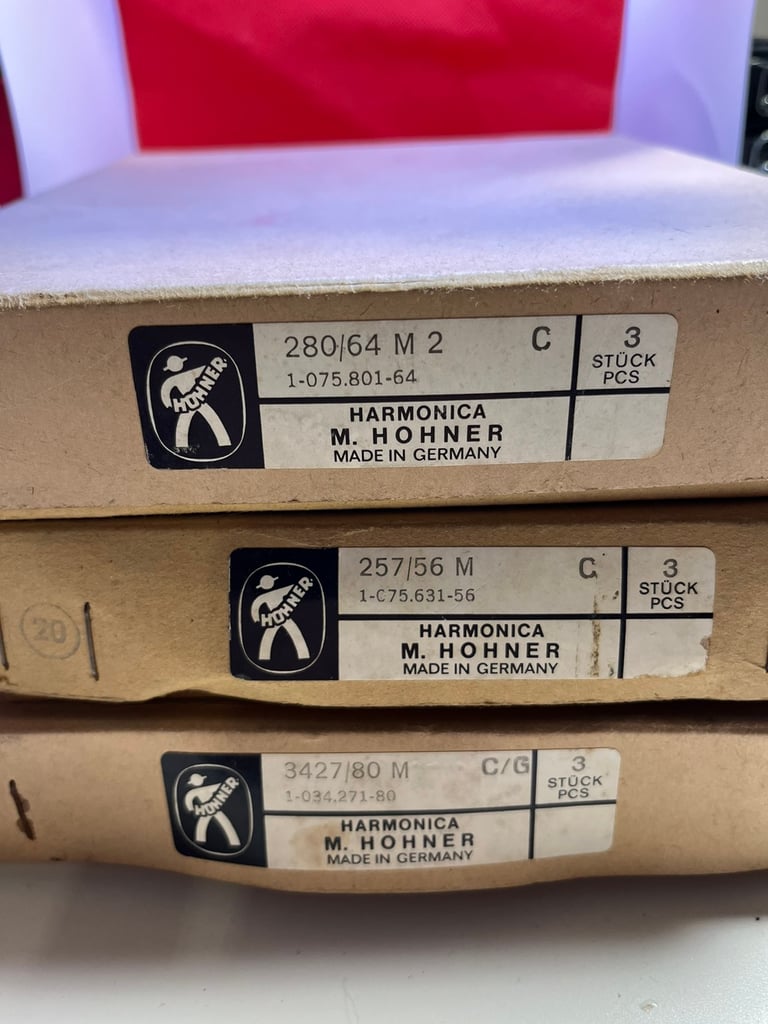 HOHNER
280/64 M 2 C
1-075.801-64
3
STÜCK
PCS
HARMONICA
M. HOHNER
MADE IN GERMANY
20
HOHNER
257/56 M C
1-C75.631-56
3
STÜCK
PCS
HARMONICA
M. HOHNER
MADE IN GERMANY
HOHNER
3427/80 M C/G
1-034.271-80
3
STÜCK
PCS
HARMONICA
M. HOHNER
MADE IN GERMANY